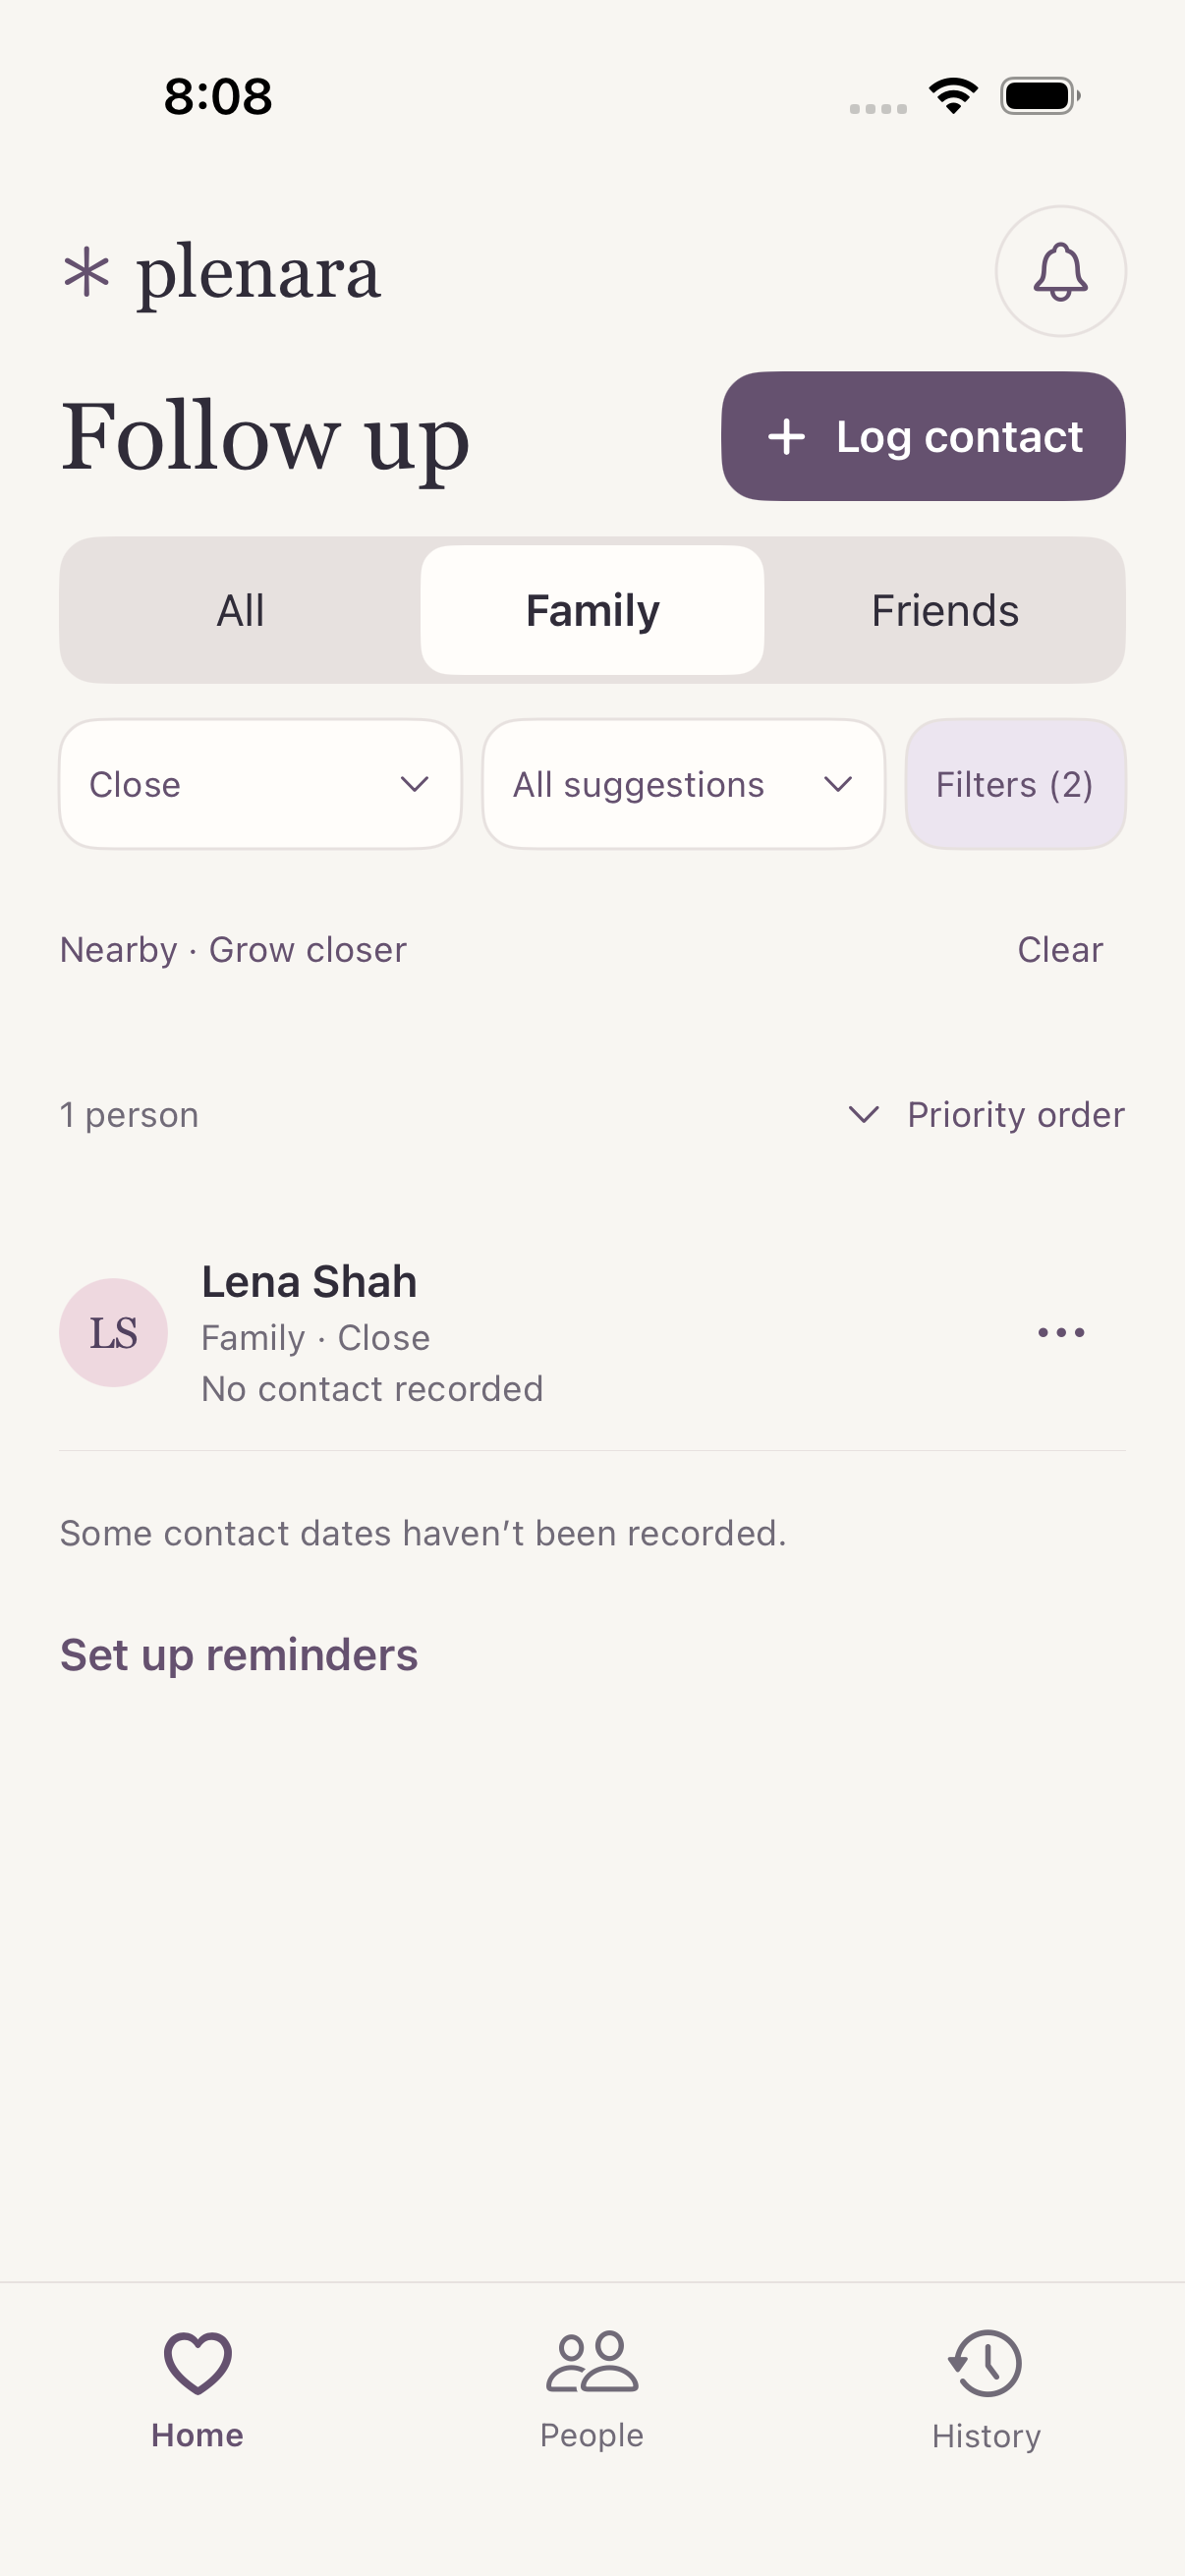 8:08
plenara
Follow up
+ Log contact
All
Family
Friends
Close
All suggestions
Filters (2)
Nearby · Grow closer
Clear
1 person
Priority order
LS
Lena Shah
Family · Close
No contact recorded
Some contact dates haven’t been recorded.
Set up reminders
Home
People
History